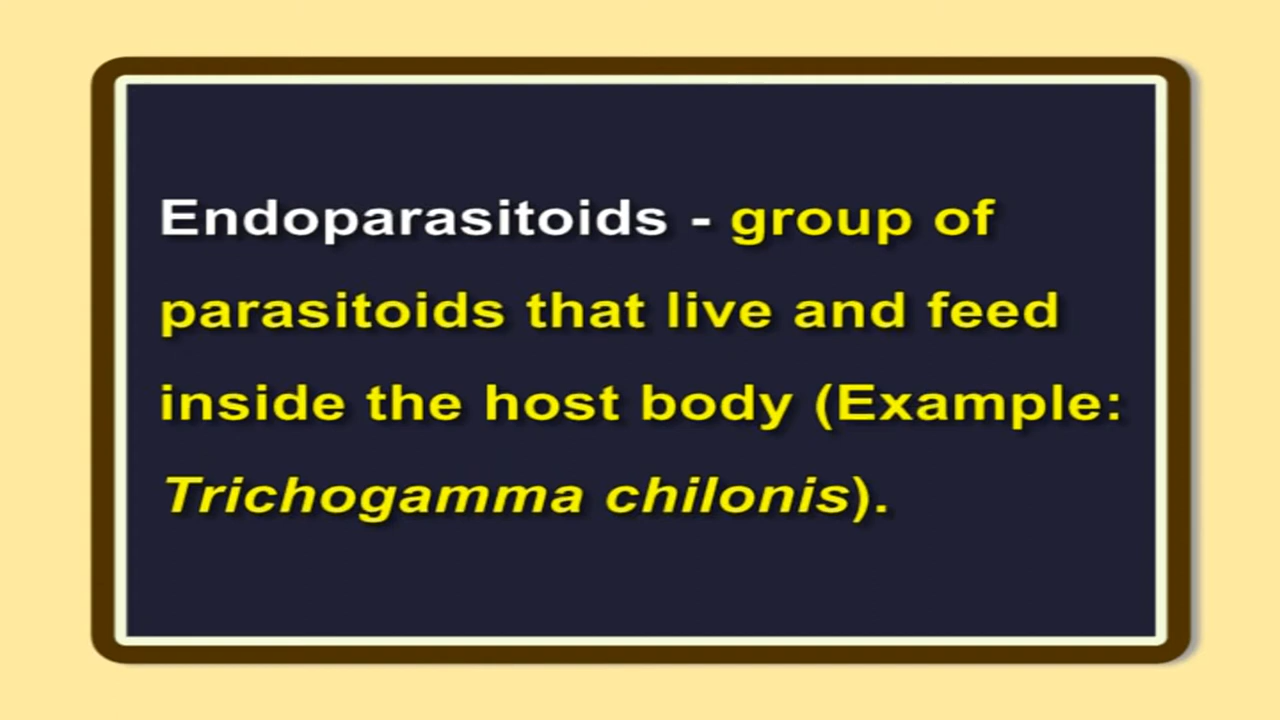 Endoparasitoids - group of
parasitoids that live and feed
inside the host body (Example:
Trichogamma chilonis).